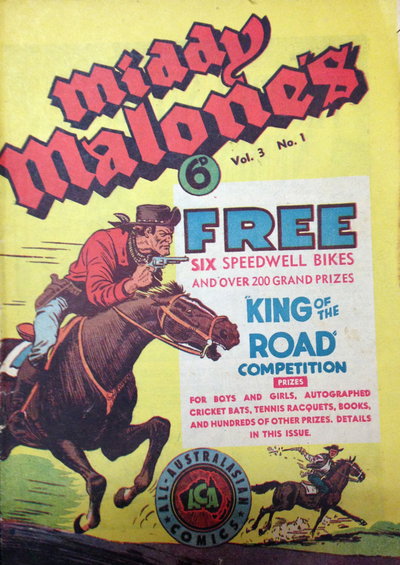 middy
malone's
6D
Vol. 3 No. 1
FREE
SIX SPEEDWELL BIKES
AND OVER 200 GRAND PRIZES
"KING OF THE
ROAD"
COMPETITION
PRIZES
FOR BOYS AND GIRLS, AUTOGRAPHED
CRICKET BATS, TENNIS RACQUETS, BOOKS,
AND HUNDREDS OF OTHER PRIZES. DETAILS
IN THIS ISSUE.
ALL-AUSTRALASIAN
ACA
COMICS